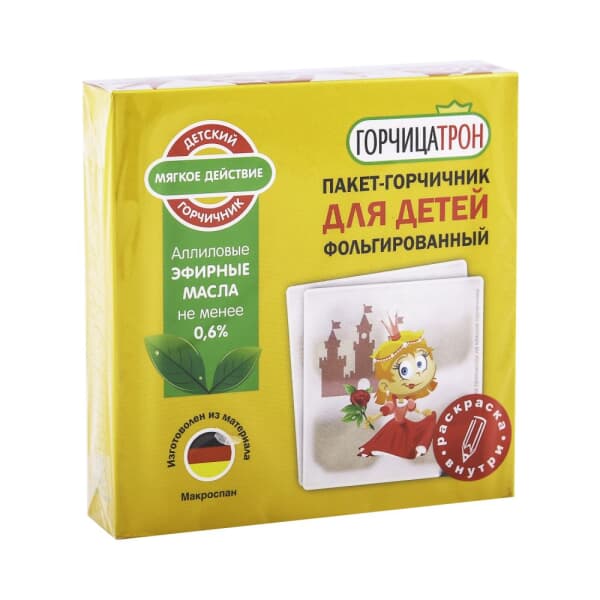 ДЕТСКИЙ
МЯГКОЕ ДЕЙСТВИЕ
ГОРЧИЧНИК
Аллиловые
ЭФИРНЫЕ
МАСЛА
не менее
0,6%
Изготовлен из материала
Макроспан
ГОРЧИЦАТРОН
ПАКЕТ-ГОРЧИЧНИК
ДЛЯ ДЕТЕЙ
ФОЛЬГИРОВАННЫЙ
раскраска
внутри